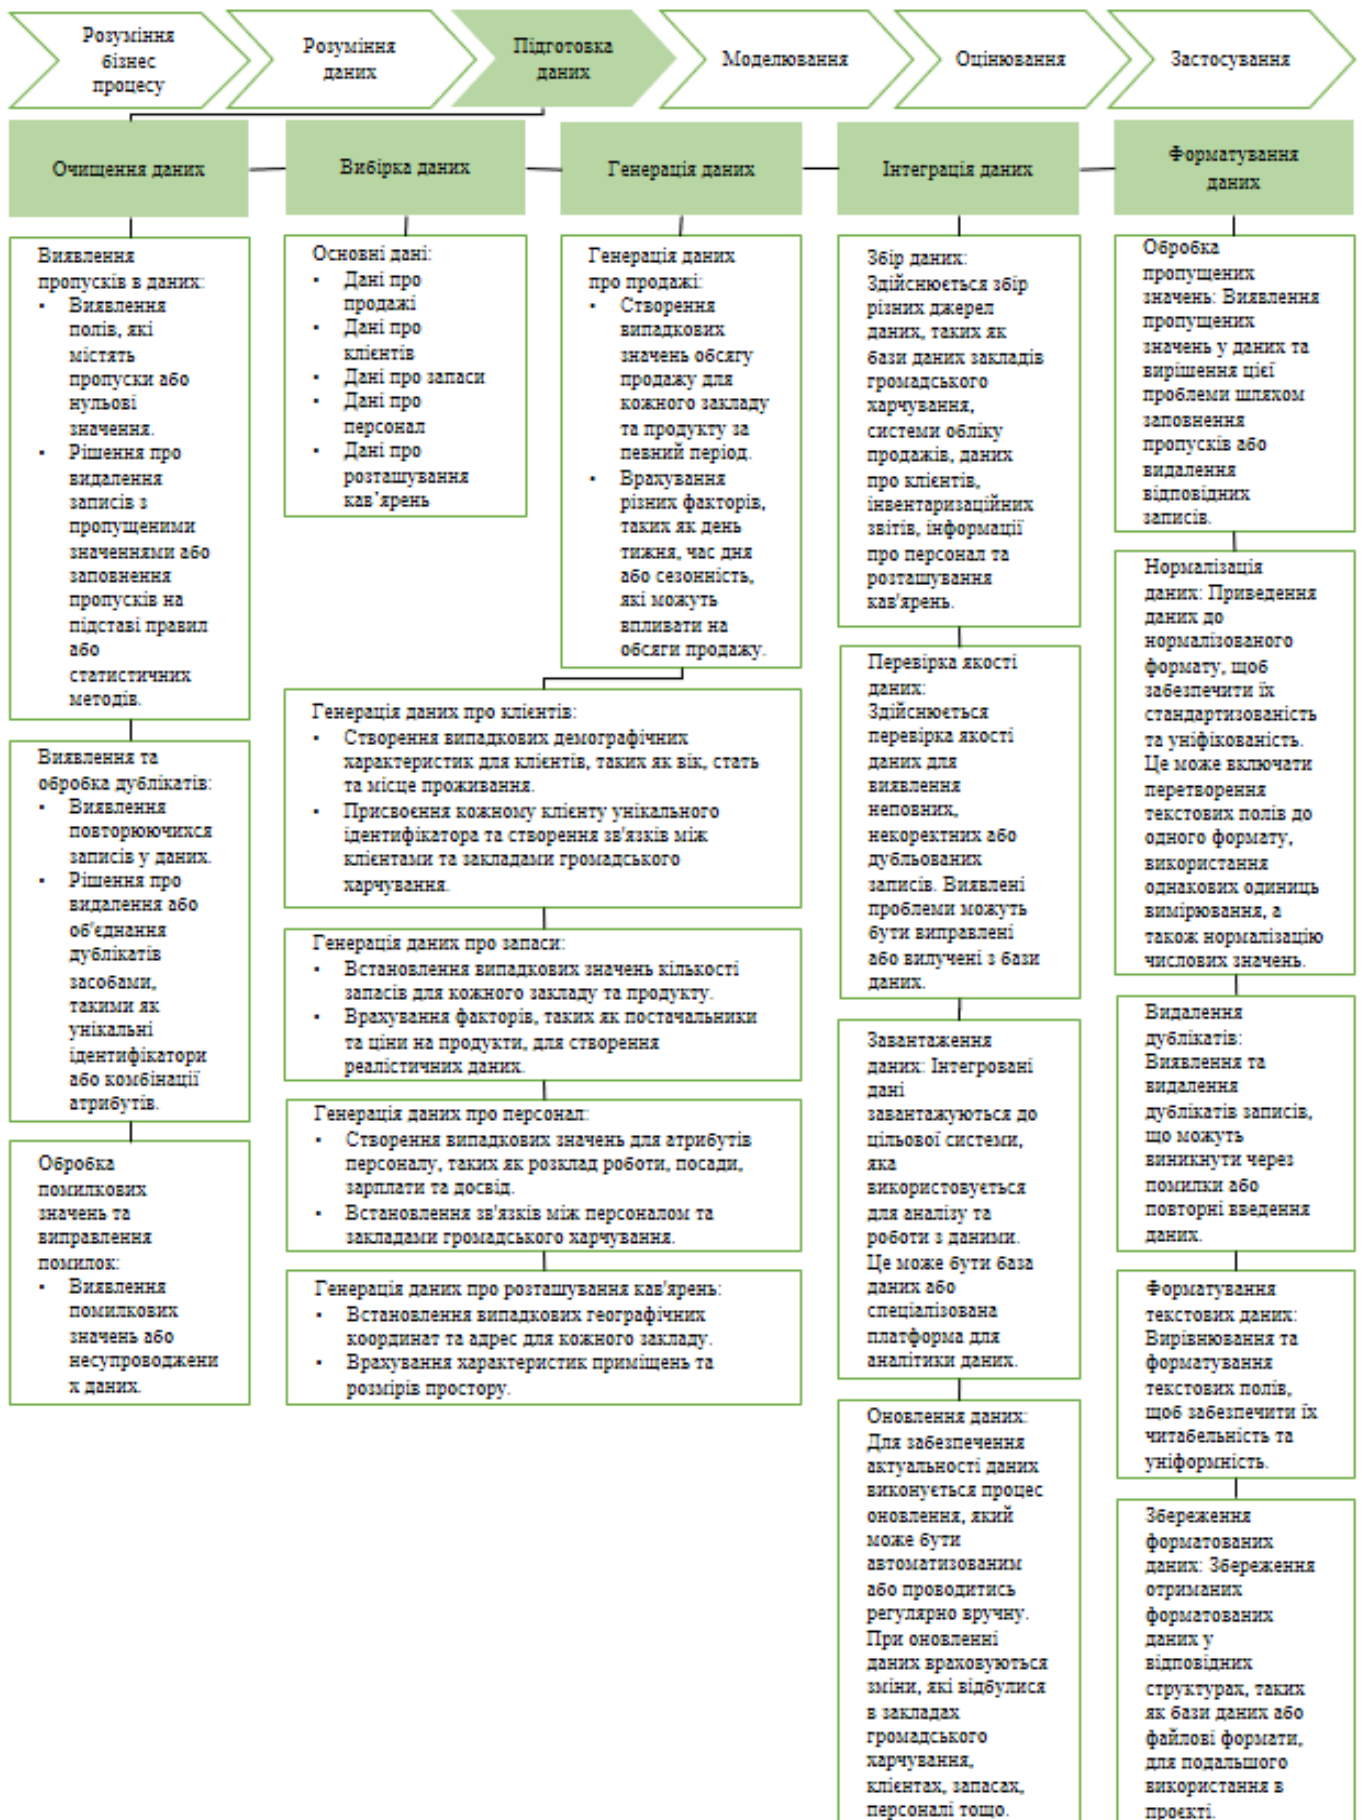 Розуміння
бізнес
процесу
Розуміння
даних
Підготовка
даних
Моделювання
Оцінювання
Застосування
Очищення даних
Вибірка даних
Генерація даних
Інтеграція даних
Форматування
даних
Виявлення
пропусків в даних:
▪ Виявлення
полів, які
містять
пропуски або
нульові
значення.
▪ Рішення про
видалення
записів з
пропущеними
значеннями або
заповнення
пропусків на
підставі правил
або
статистичних
методів.
Виявлення та
обробка дублікатів:
▪ Виявлення
повторюючихся
записів у даних.
▪ Рішення про
видалення або
об'єднання
дублікатів
засобами,
такими як
унікальні
ідентифікатори
або комбінації
атрибутів.
Обробка
помилкових
значень та
виправлення
помилок:
▪ Виявлення
помилкових
значень або
несупроводжени
х даних.
Основні дані:
▪ Дані про
продажі
▪ Дані про
клієнтів
▪ Дані про запаси
▪ Дані про
персонал
▪ Дані про
розташування
кав’ярень
Генерація даних
про продажі:
▪ Створення
випадкових
значень обсягу
продажу для
кожного закладу
та продукту за
певний період.
▪ Врахування
різних факторів,
таких як день
тижня, час дня
або сезонність,
які можуть
впливати на
обсяги продажу.
Генерація даних про клієнтів:
▪ Створення випадкових демографічних
характеристик для клієнтів, таких як вік, стать
та місце проживання.
▪ Присвоєння кожному клієнту унікального
ідентифікатора та створення зв'язків між
клієнтами та закладами громадського
харчування.
Генерація даних про запаси:
▪ Встановлення випадкових значень кількості
запасів для кожного закладу та продукту.
▪ Врахування факторів, таких як постачальники
та ціни на продукти, для створення
реалістичних даних.
Генерація даних про персонал:
▪ Створення випадкових значень для атрибутів
персоналу, таких як розклад роботи, посади,
зарплати та досвід.
▪ Встановлення зв'язків між персоналом та
закладами громадського харчування.
Генерація даних про розташування кав'ярень:
▪ Встановлення випадкових географічних
координат та адрес для кожного закладу.
▪ Врахування характеристик приміщень та
розмірів простору.
Збір даних:
Здійснюється збір
різних джерел
даних, таких як
бази даних закладів
громадського
харчування,
системи обліку
продажів, даних
про клієнтів,
інвентаризаційних
звітів, інформації
про персонал та
розташування
кав'ярень.
Перевірка якості
даних:
Здійснюється
перевірка якості
даних для
виявлення
неповних,
некоректних або
дубльованих
записів. Виявлені
проблеми можуть
бути виправлені
або вилучені з бази
даних.
Завантаження
даних: Інтегровані
дані
завантажуються до
цільової системи,
яка
використовується
для аналізу та
роботи з даними.
Це може бути база
даних або
спеціалізована
платформа для
аналітики даних.
Оновлення даних:
Для забезпечення
актуальності даних
виконується процес
оновлення, який
може бути
автоматизованим
або проводитись
регулярно вручну.
При оновленні
даних враховуються
зміни, які відбулися
в закладах
громадського
харчування,
клієнтах, запасах,
персоналі тощо.
Обробка
пропущених
значень: Виявлення
пропущених
значень у даних та
вирішення цієї
проблеми шляхом
заповнення
пропусків або
видалення
відповідних
записів.
Нормалізація
даних: Приведення
даних до
нормалізованого
формату, щоб
забезпечити їх
стандартизованість
та уніфікованість.
Це може включати
перетворення
текстових полів до
одного формату,
використання
однакових одиниць
вимірювання, а
також нормалізацію
числових значень.
Видалення
дублікатів:
Виявлення та
видалення
дублікатів записів,
що можуть
виникнути через
помилки або
повторні введення
даних.
Форматування
текстових даних:
Вирівнювання та
форматування
текстових полів,
щоб забезпечити їх
читабельність та
уніформність.
Збереження
форматованих
даних: Збереження
отриманих
форматованих
даних у
відповідних
структурах, таких
як бази даних або
файлові формати,
для подальшого
використання в
проєкті.